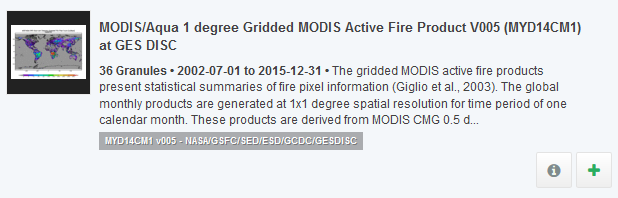 MODIS/Aqua 1 degree Gridded MODIS Active Fire Product V005 (MYD14CM1)
at GES DISC
36 Granules • 2002-07-01 to 2015-12-31 • The gridded MODIS active fire products
present statistical summaries of fire pixel information (Giglio et al., 2003). The global
monthly products are generated at 1x1 degree spatial resolution for time period of one
calendar month. These products are derived from MODIS CMG 0.5 d...
MYD14CM1 v005 - NASA/GSFC/SED/ESD/GCDC/GESDISC